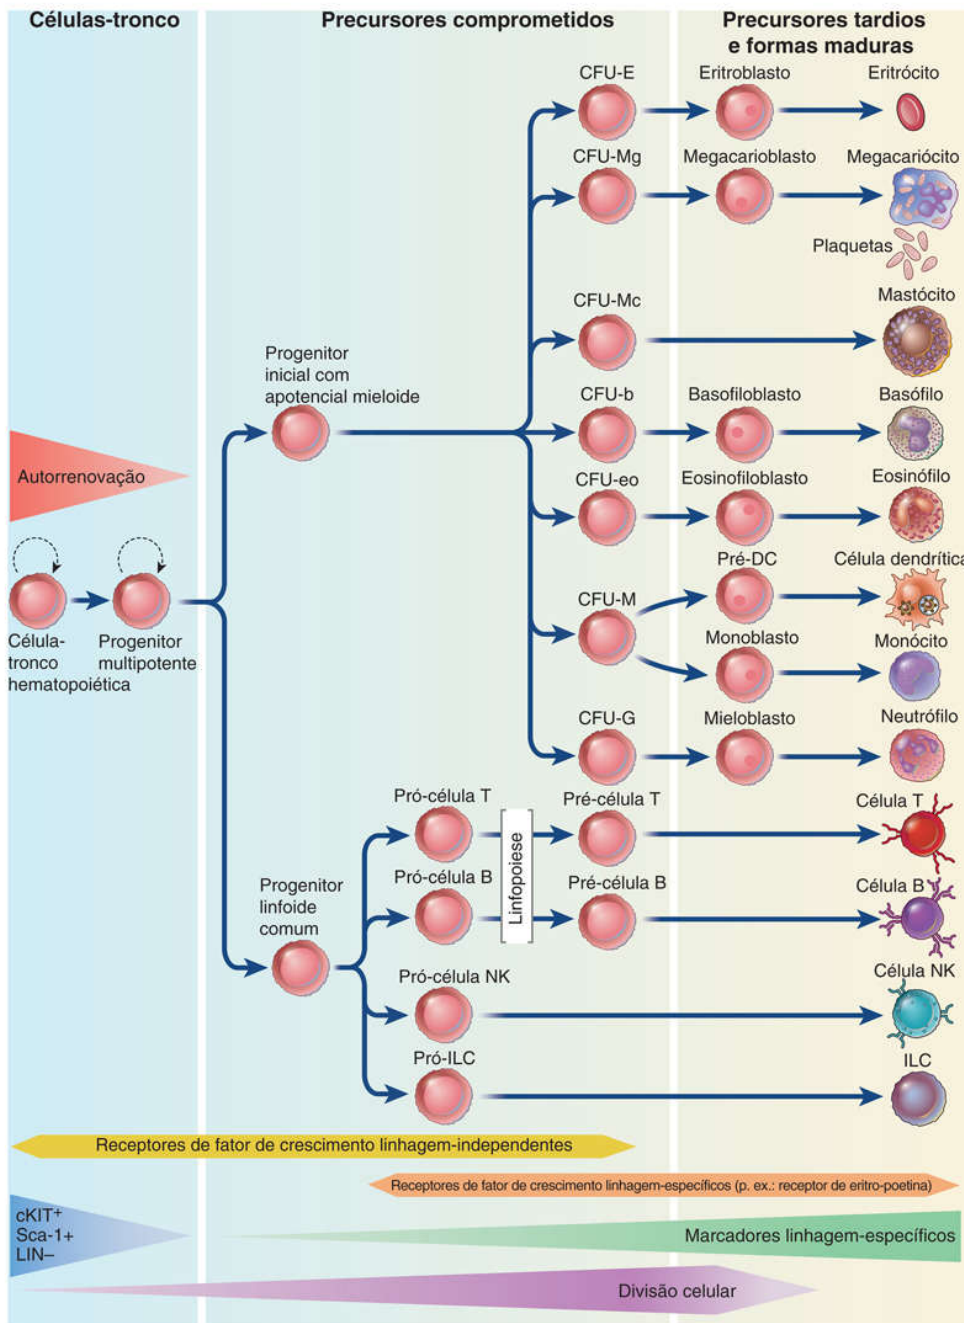 Células-tronco
Precursores comprometidos
Precursores tardios
e formas maduras
CFU-E
Eritroblasto
Eritrócito
CFU-Mg
Megacarioblasto
Megacariócito
Plaquetas
CFU-Mc
Mastócito
Progenitor
inicial com
apotencial mieloide
CFU-b
Basofiloblasto
Basófilo
Autorrenovação
CFU-eo
Eosinofiloblasto
Eosinófilo
Pré-DC
Célula dendrítica
CFU-M
Célula-
tronco
hematopoiética
Progenitor
multipotente
Monoblasto
Monócito
CFU-G
Mieloblasto
Neutrófilo
Pró-célula T
Pré-célula T
Célula T
Progenitor
linfoide
comum
Pró-célula B
Linfopoiese
Pré-célula B
Célula B
Pró-célula NK
Célula NK
Pró-ILC
ILC
Receptores de fator de crescimento linhagem-independentes
Receptores de fator de crescimento linhagem-específicos (p. ex.: receptor de eritro-poetina)
cKIT+
Sca-1+
LIN–
Marcadores linhagem-específicos
Divisão celular